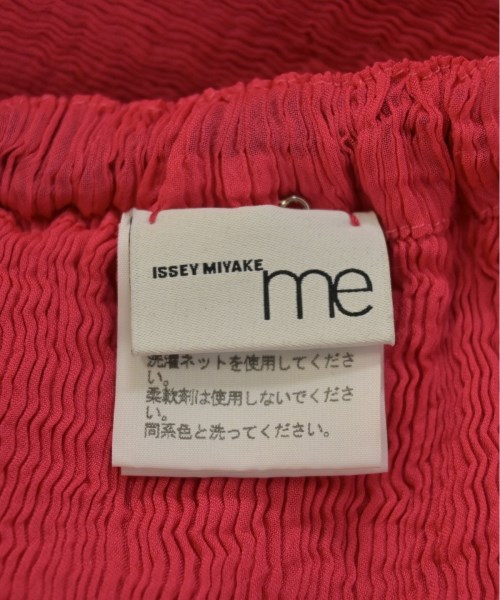 ISSEY MIYAKE me
洗濯ネットを使用してくださ
い。
柔軟剤は使用しないでくださ
い。
同系色と洗ってください。